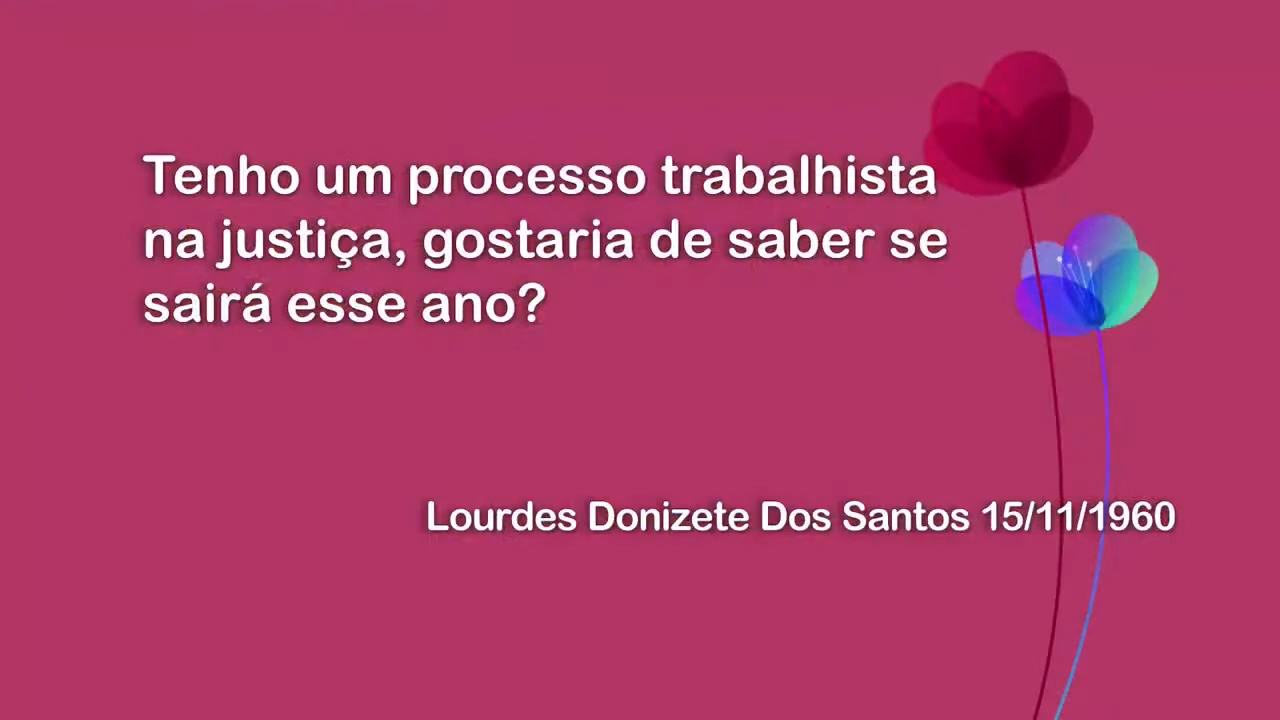 Tenho um processo trabalhista
na justiça, gostaria de saber se
sairá esse ano?
Lourdes Donizete Dos Santos 15/11/1960